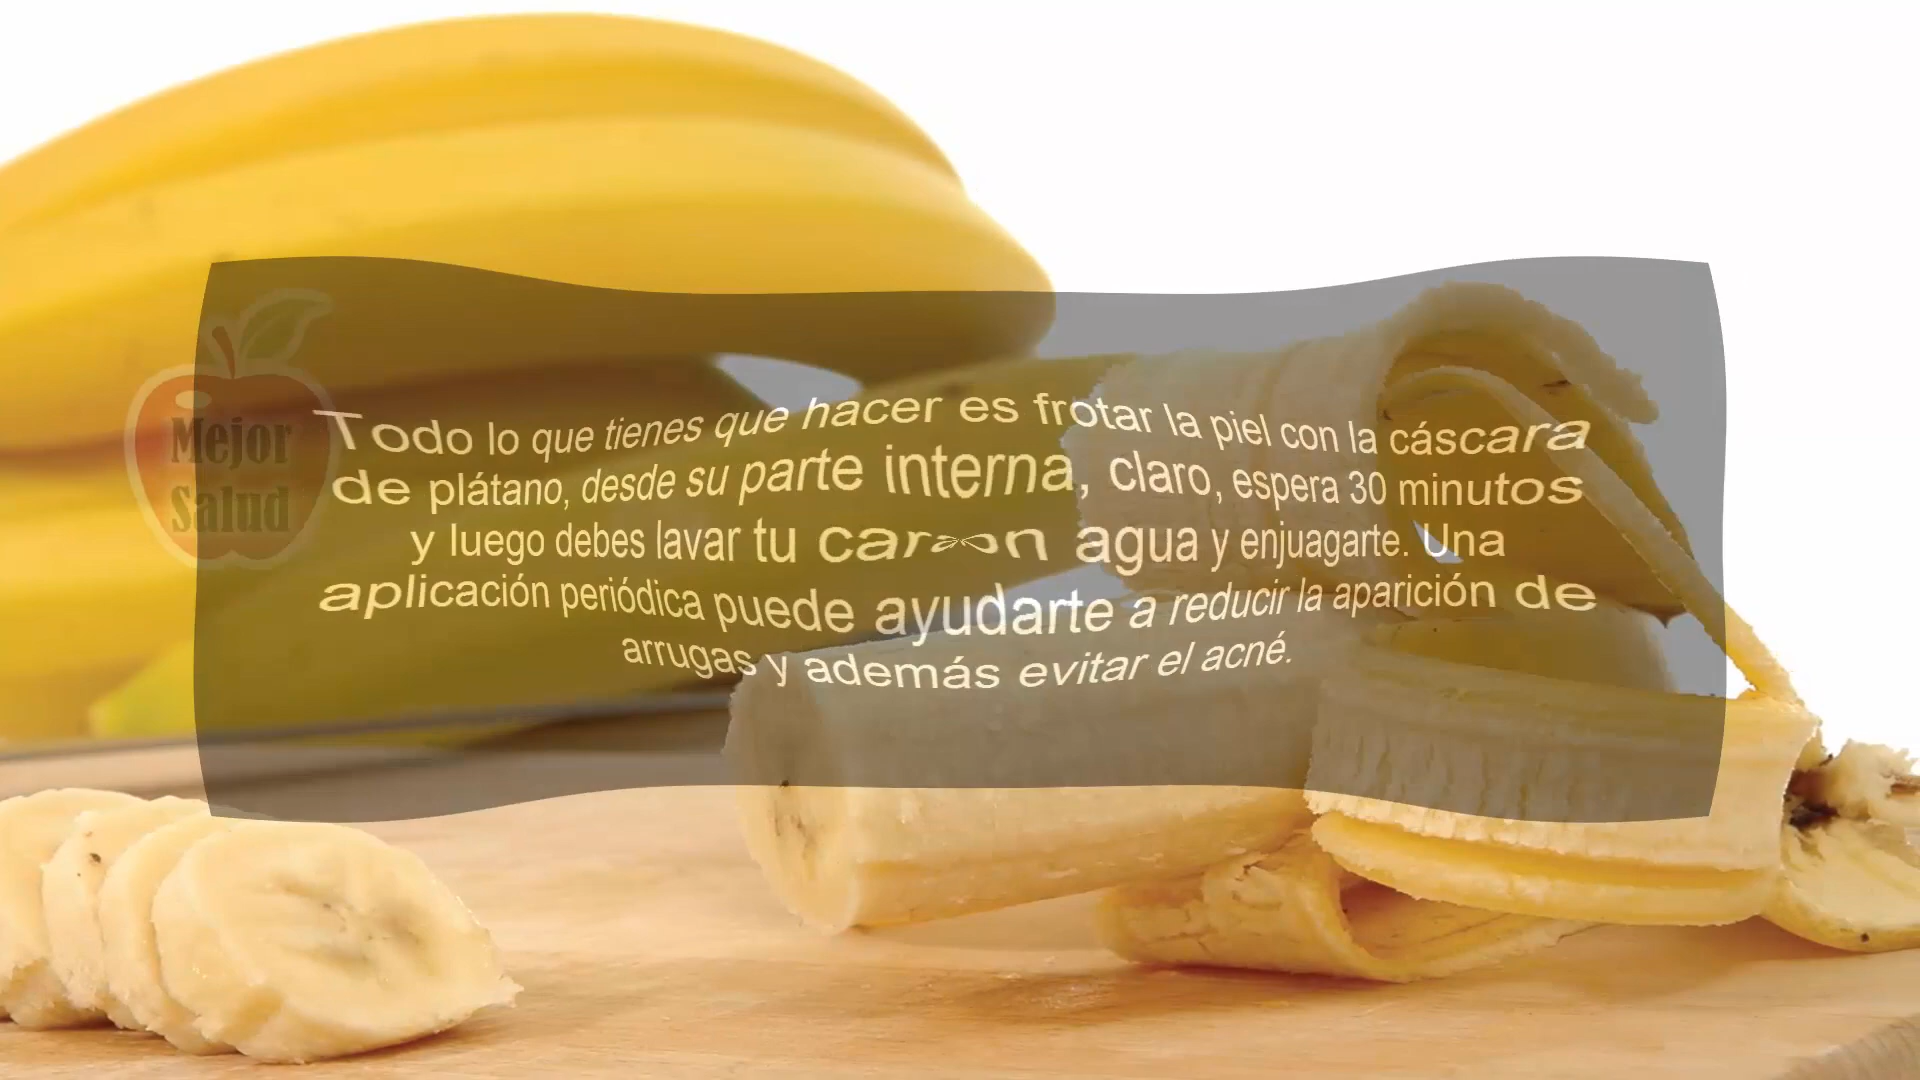 Mejor
Salud
Todo lo que tienes que hacer es frotar la piel con la cáscara
de plátano, desde su parte interna, claro, espera 30 minutos
y luego debes lavar tu agua y enjuagarte. Una
aplicación periódica puede ayudarte a reducir la aparición de
arrugas y además evitar el acné.